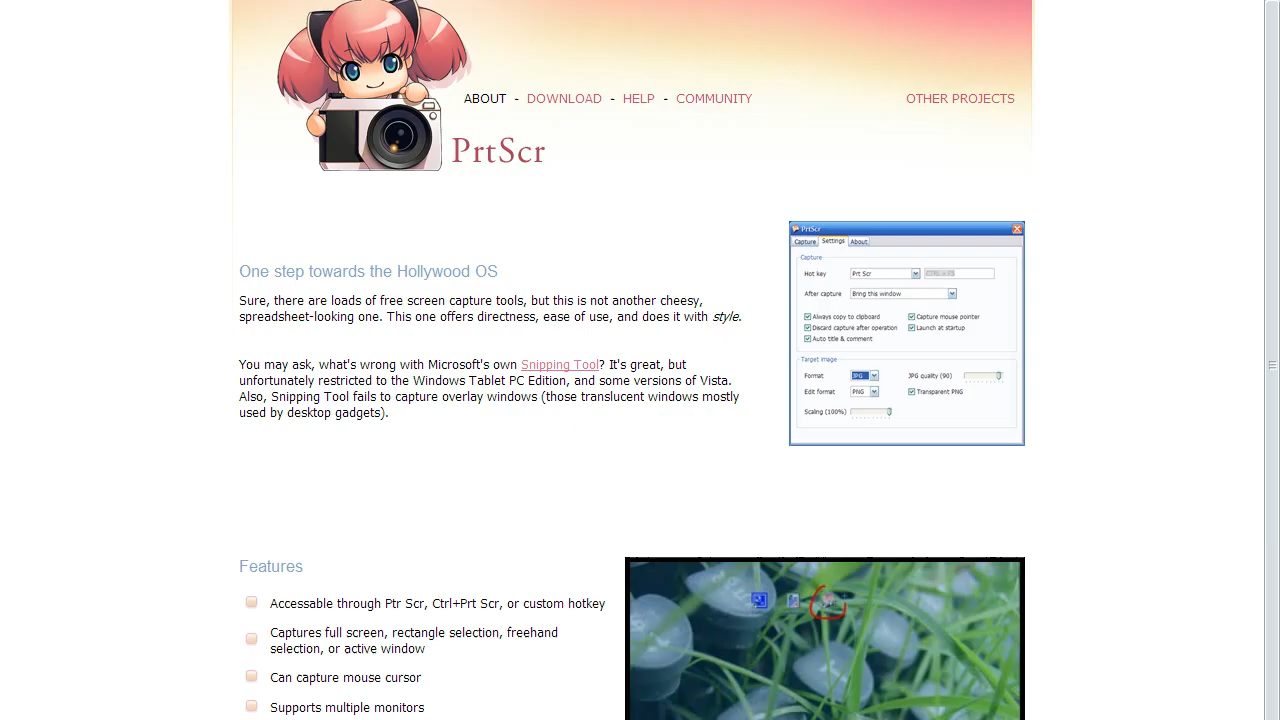 ABOUT - DOWNLOAD - HELP - COMMUNITY
OTHER PROJECTS
PrtScr
One step towards the Hollywood OS
Sure, there are loads of free screen capture tools, but this is not another cheesy,
spreadsheet-looking one. This one offers directness, ease of use, and does it with style.
You may ask, what's wrong with Microsoft's own Snipping Tool? It's great, but
unfortunitely restricted to the Windows Tablet PC Edition, and some versions of Vista.
Also, Snipping Tool fails to capture overlay windows (those translucent windows mostly
used by desktop gadgets).
PrtScr
Capture Settings About
Capture
Hot key Prt Scr CTRL + F3
After capture Bring this window
Always copy to clipboard Capture mouse pointer
Discard capture after operation Launch at startup
Auto title & comment
Target image
Format JPG JPG quality (90)
Edit format PNG Transparent PNG
Scaling (100%)
Features
Accessable through Ptr Scr, Ctrl+Prt Scr, or custom hotkey
Captures full screen, rectangle selection, freehand
selection, or active window
Can capture mouse cursor
Supports multiple monitors